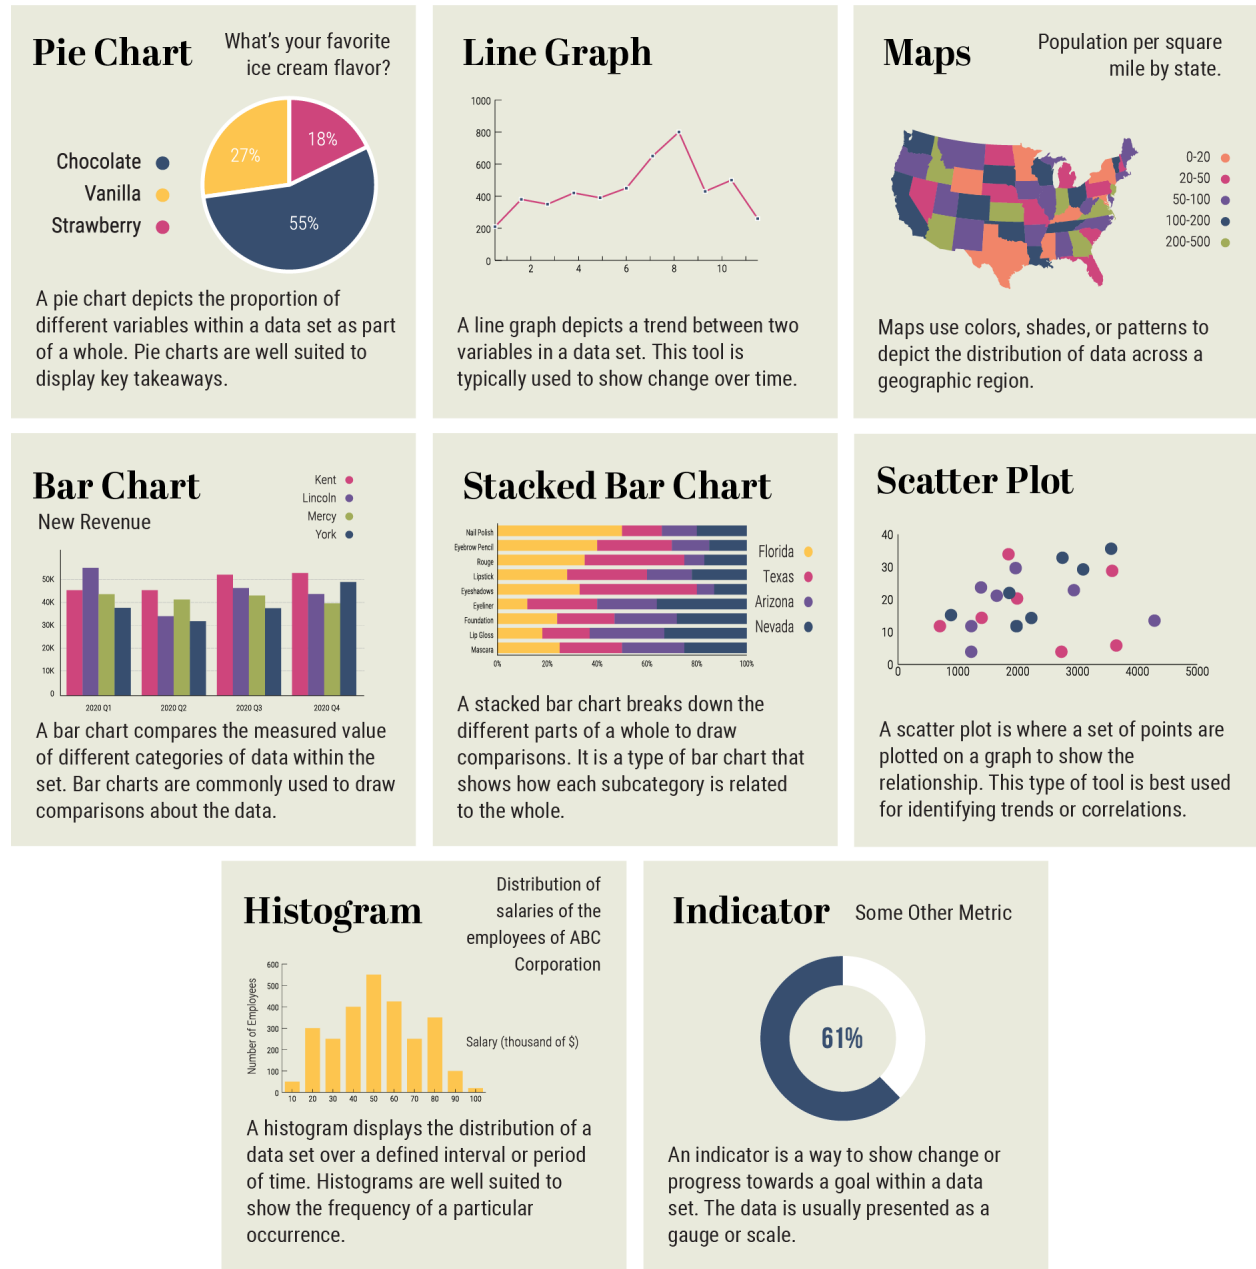 Pie Chart
What's your favorite
ice cream flavor?
18%
27%
55%
Chocolate
Vanilla
Strawberry
A pie chart depicts the proportion of
different variables within a data set as part
of a whole. Pie charts are well suited to
display key takeaways.
Line Graph
1000
800
600
400
200
0
2 4 6 8 10
A line graph depicts a trend between two
variables in a data set. This tool is
typically used to show change over time.
Maps
Population per square
mile by state.
0-20
20-50
50-100
100-200
200-500
Maps use colors, shades, or patterns to
depict the distribution of data across a
geographic region.
Bar Chart
New Revenue
Kent
Lincoln
Mercy
York
50K
40K
30K
20K
10K
0
2020 Q1 2020 Q2 2020 Q3 2020 Q4
A bar chart compares the measured value
of different categories of data within the
set. Bar charts are commonly used to draw
comparisons about the data.
Stacked Bar Chart
Nail Polish
Eyebrow Pencil
Rouge
Lipstick
Eyeshadows
Eyeliner
Foundation
Lip Gloss
Mascara
0% 20% 40% 60% 80% 100%
Florida
Texas
Arizona
Nevada
A stacked bar chart breaks down the
different parts of a whole to draw
comparisons. It is a type of bar chart that
shows how each subcategory is related
to the whole.
Scatter Plot
40
30
20
10
0
0 1000 2000 3000 4000 5000
A scatter plot is where a set of points are
plotted on a graph to show the
relationship. This type of tool is best used
for identifying trends or correlations.
Histogram
Distribution of
salaries of the
employees of ABC
Corporation
Number of Employees
600
500
400
300
200
100
0
10 20 30 40 50 60 70 80 90 100
Salary (thousand of $)
A histogram displays the distribution of a
data set over a defined interval or period
of time. Histograms are well suited to
show the frequency of a particular
occurrence.
Indicator
Some Other Metric
61%
An indicator is a way to show change or
progress towards a goal within a data
set. The data is usually presented as a
gauge or scale.